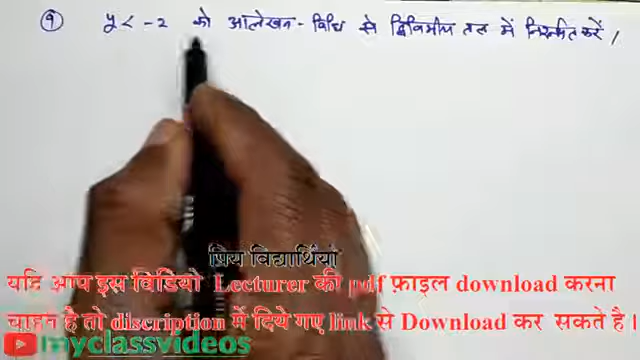 (9) y < -2 को आलेखन - विधि से द्विविमीय तल में निरूपित करें ।
प्रिय विद्यार्थियो
यदि आप इस विडियो Lecturer की pdf फ़ाइल download करना
चाहते है तो discription में दिये गए link से Download कर सकते है ।
myclassvideos